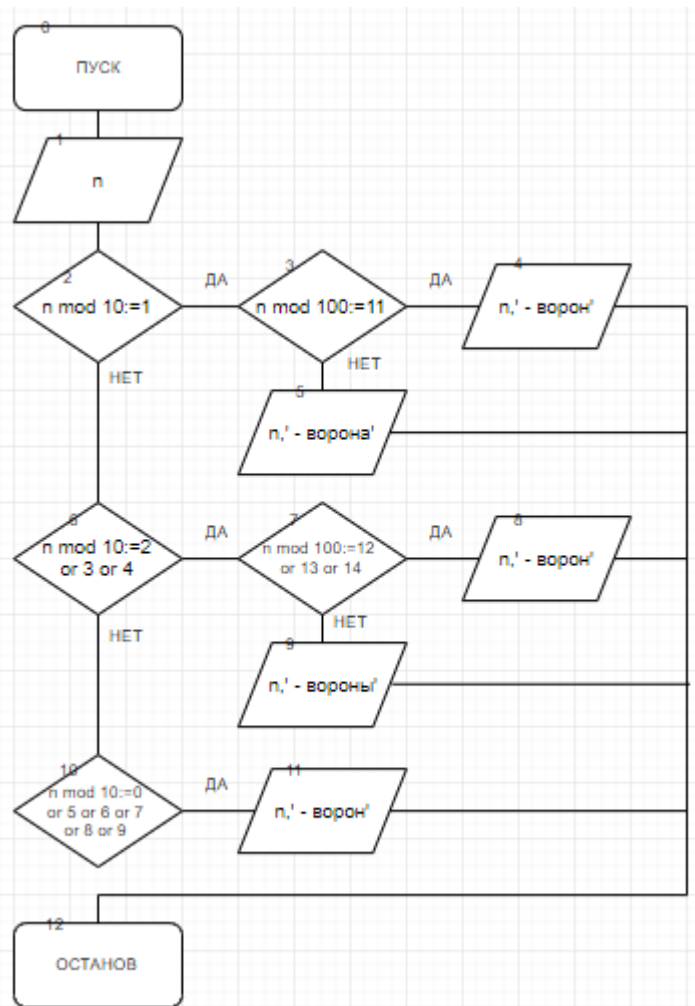 0
ПУСК
1
n
2
n mod 10:=1
ДА
3
n mod 100:=11
ДА
4
n,' - ворон'
НЕТ
НЕТ
5
n,' - ворона'
6
n mod 10:=2
or 3 or 4
ДА
7
n mod 100:=12
or 13 or 14
ДА
8
n,' - ворон'
НЕТ
НЕТ
9
n,' - вороны'
10
n mod 10:=0
or 5 or 6 or 7
or 8 or 9
ДА
11
n,' - ворон'
12
ОСТАНОВ